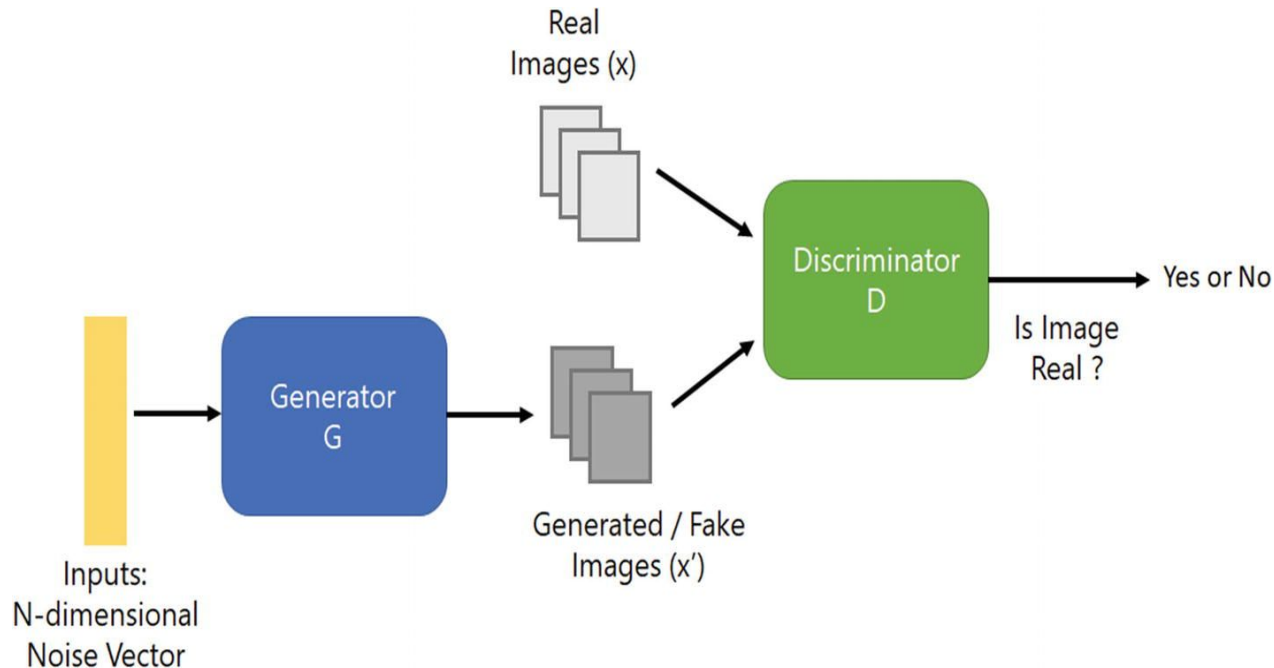 Real
Images (x)
Discriminator
D
Yes or No
Is Image
Real ?
Generator
G
Generated / Fake
Images (x’)
Inputs:
N-dimensional
Noise Vector